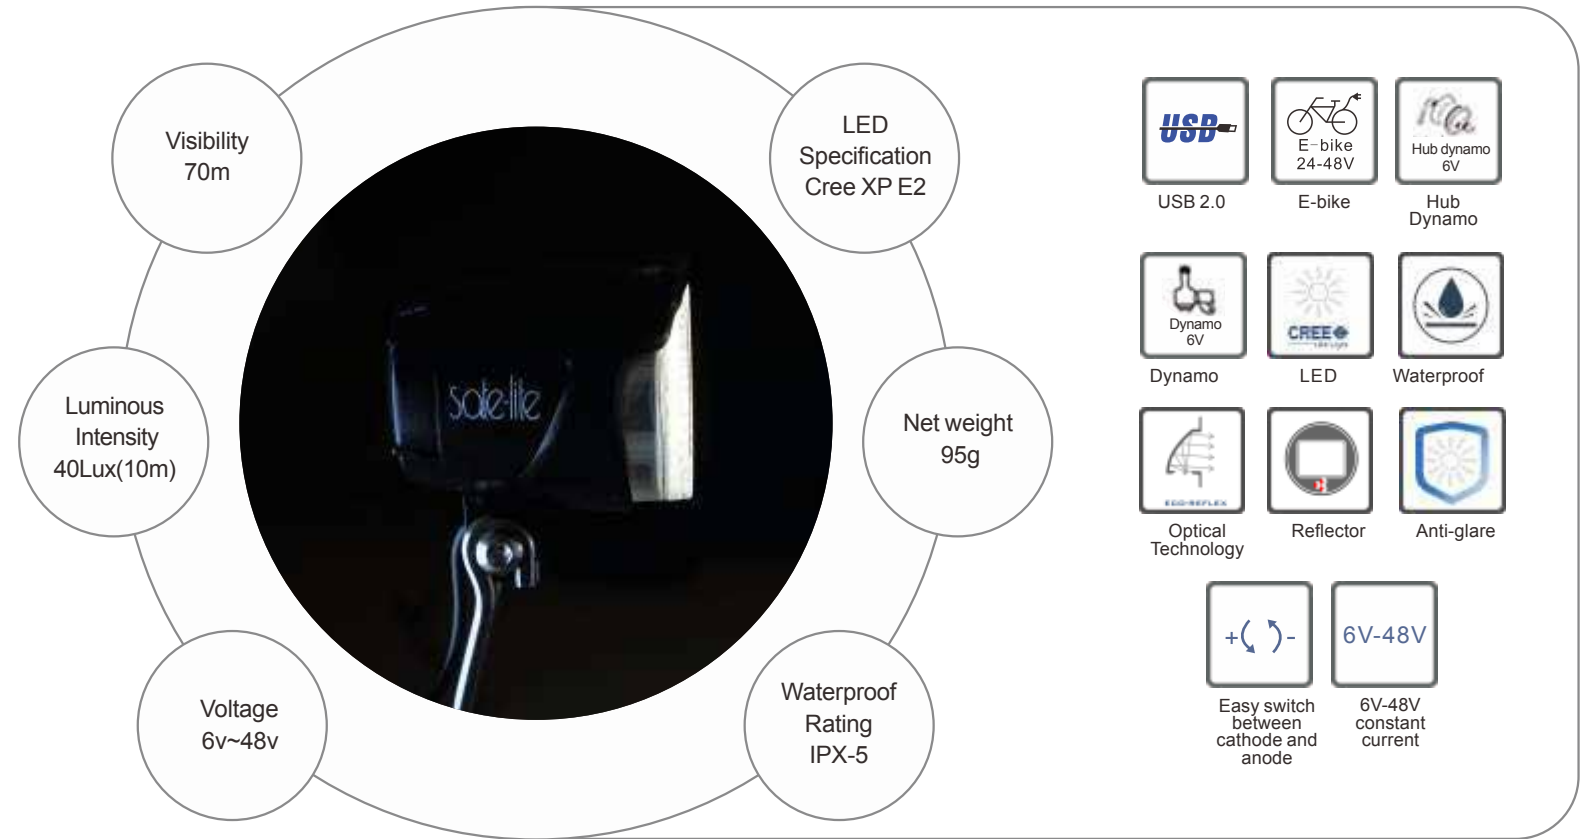 Visibility
70m
LED
Specification
Cree XP E2
Luminous
Intensity
40Lux(10m)
Net weight
95g
Voltage
6v~48v
Waterproof
Rating
IPX-5
safe-lite
USB
E-bike
24-48V
Hub dynamo
6V
USB 2.0
E-bike
Hub
Dynamo
Dynamo
6V
CREE
Dynamo
LED
Waterproof
ECO-REFLEX
Optical
Technology
Reflector
Anti-glare
+ -
6V-48V
Easy switch
between
cathode and
anode
6V-48V
constant
current